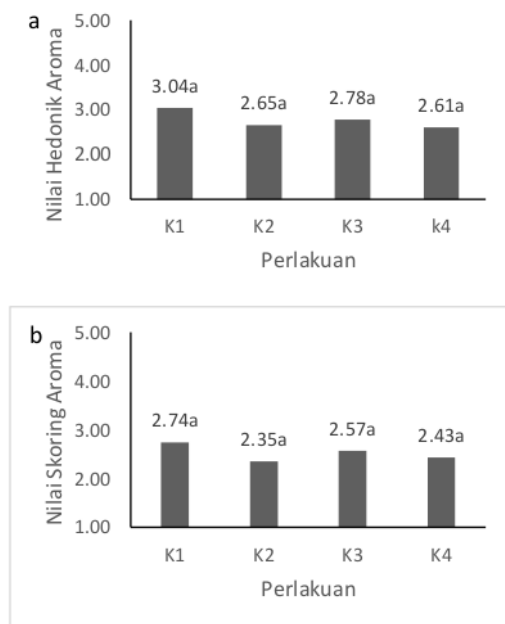 a
Nilai Hedonik Aroma
5.00
4.00
3.00
2.00
1.00
3.04a
2.65a
2.78a
2.61a
K1
K2
K3
k4
Perlakuan
b
Nilai Skoring Aroma
5.00
4.00
3.00
2.00
1.00
2.74a
2.35a
2.57a
2.43a
K1
K2
K3
K4
Perlakuan